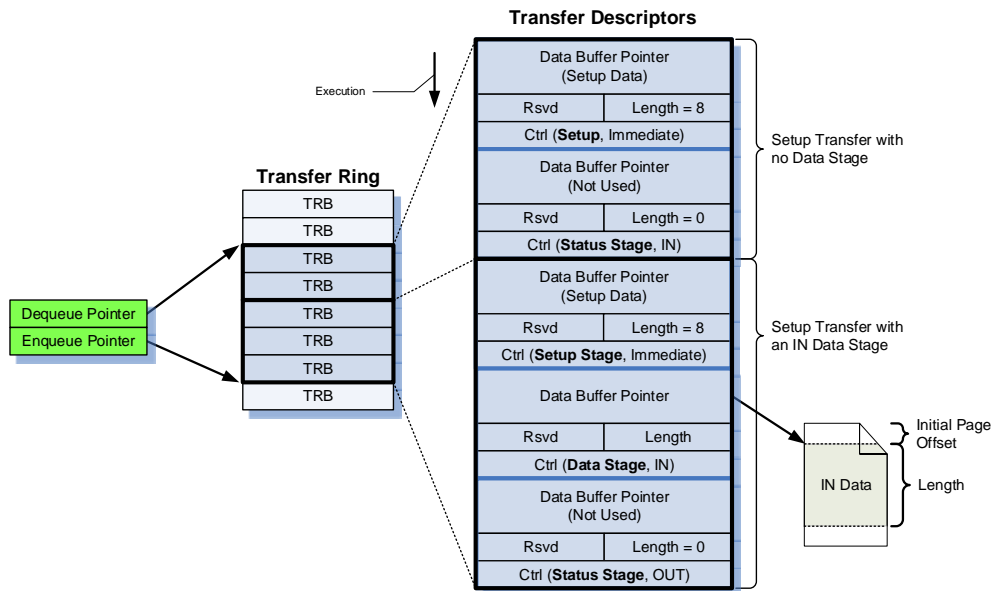 Transfer Descriptors
Execution
Data Buffer Pointer
(Setup Data)
Rsvd
Length = 8
Ctrl (Setup, Immediate)
Data Buffer Pointer
(Not Used)
Rsvd
Length = 0
Ctrl (Status Stage, IN)
Setup Transfer with
no Data Stage
Transfer Ring
TRB
TRB
TRB
TRB
TRB
TRB
TRB
TRB
Dequeue Pointer
Enqueue Pointer
Data Buffer Pointer
(Setup Data)
Rsvd
Length = 8
Ctrl (Setup Stage, Immediate)
Data Buffer Pointer
Rsvd
Length
Ctrl (Data Stage, IN)
Data Buffer Pointer
(Not Used)
Rsvd
Length = 0
Ctrl (Status Stage, OUT)
Setup Transfer with
an IN Data Stage
Initial Page
Offset
IN Data
Length